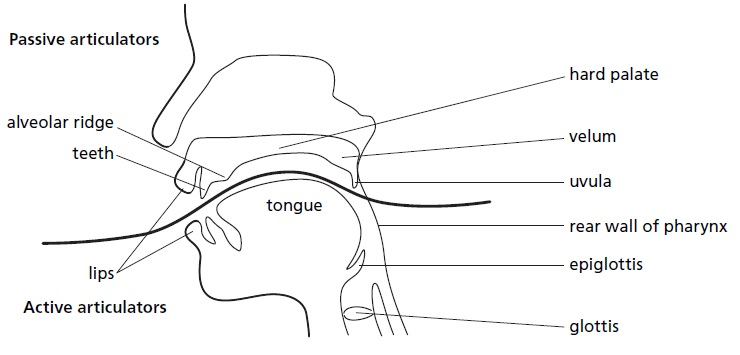 Passive articulators
hard palate
alveolar ridge
velum
teeth
uvula
tongue
rear wall of pharynx
epiglottis
lips
Active articulators
glottis